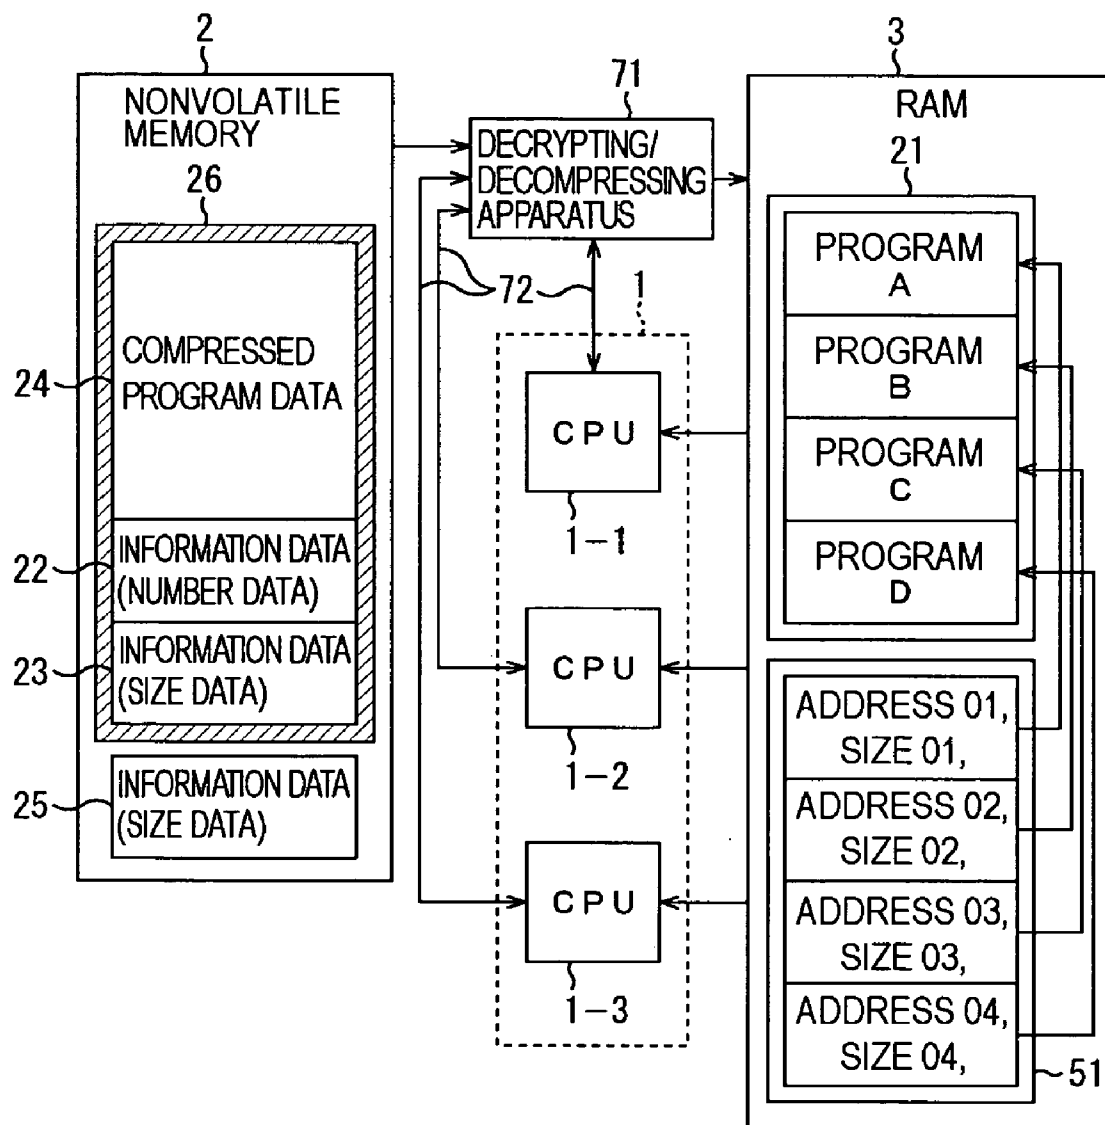 2
NONVOLATILE
MEMORY
26
24
COMPRESSED
PROGRAM DATA
22
INFORMATION DATA
(NUMBER DATA)
23
INFORMATION DATA
(SIZE DATA)
25
INFORMATION DATA
(SIZE DATA)
71
DECRYPTING/
DECOMPRESSING
APPARATUS
72
1
CPU
1-1
CPU
1-2
CPU
1-3
3
RAM
21
PROGRAM
A
PROGRAM
B
PROGRAM
C
PROGRAM
D
ADDRESS 01,
SIZE 01,
ADDRESS 02,
SIZE 02,
ADDRESS 03,
SIZE 03,
ADDRESS 04,
SIZE 04,
51